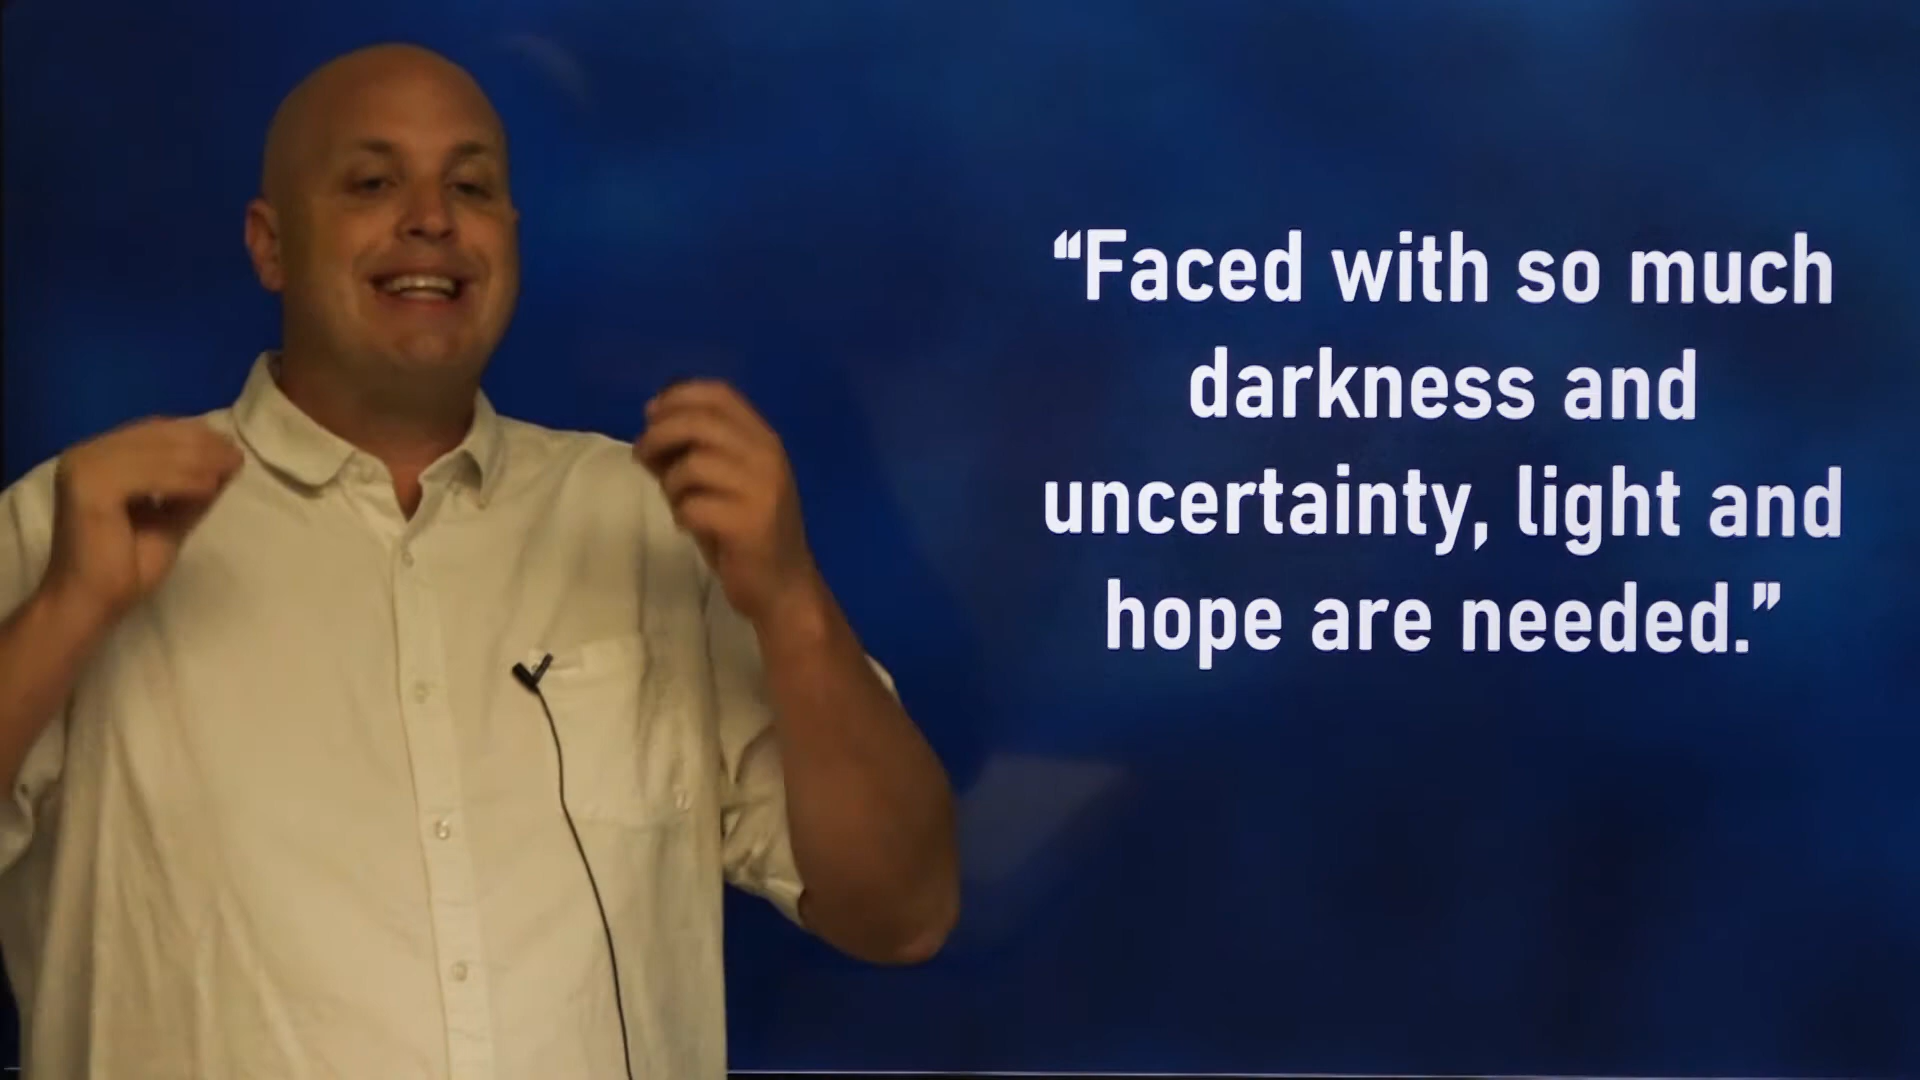 “Faced with so much
darkness and
uncertainty, light and
hope are needed.”